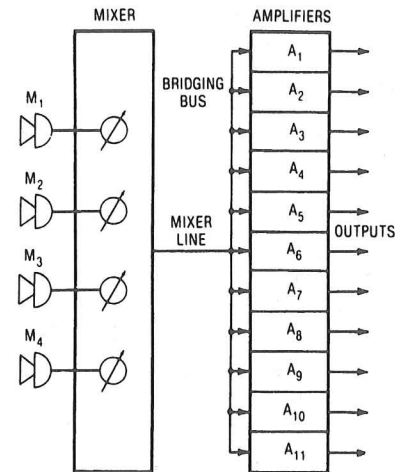 MIXER
AMPLIFIERS
M1
M2
M3
M4
BRIDGING
BUS
MIXER
LINE
A1
A2
A3
A4
A5
A6
A7
A8
A9
A10
A11
OUTPUTS